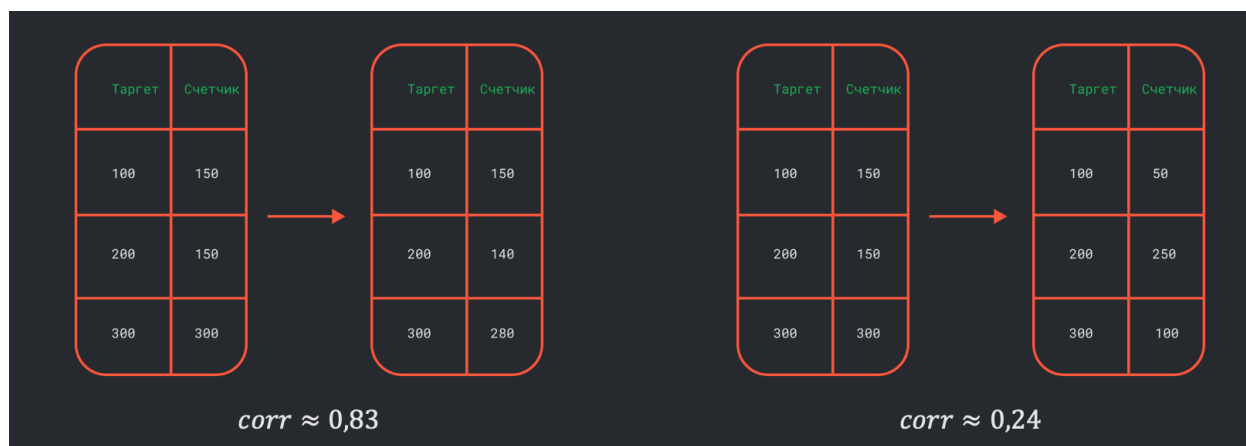 Таргет Счетчик Таргет Счетчик Таргет Счетчик Таргет Счетчик
100 150 100 150 100 150 100 50
200 150 200 140 200 150 200 250
300 300 300 280 300 300 300 100
corr ≈ 0,83 corr ≈ 0,24